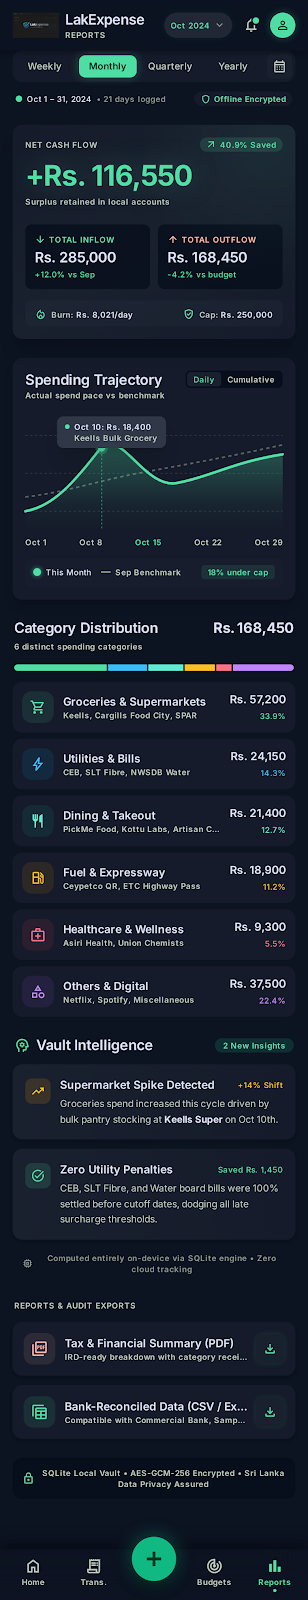 LakExpense
REPORTS
Oct 2024
Weekly Monthly Quarterly Yearly
Oct 1 – 31, 2024 • 21 days logged
Offline Encrypted
NET CASH FLOW
40.9% Saved
+Rs. 116,550
Surplus retained in local accounts
TOTAL INFLOW
Rs. 285,000
+12.0% vs Sep
TOTAL OUTFLOW
Rs. 168,450
-4.2% vs budget
Burn: Rs. 8,021/day
Cap: Rs. 250,000
Spending Trajectory
Actual spend pace vs benchmark
Daily Cumulative
Oct 10: Rs. 18,400
Keells Bulk Grocery
Oct 1 Oct 8 Oct 15 Oct 22 Oct 29
This Month — Sep Benchmark
18% under cap
Category Distribution Rs. 168,450
6 distinct spending categories
Groceries & Supermarkets Rs. 57,200
Keells, Cargills Food City, SPAR 33.9%
Utilities & Bills Rs. 24,150
CEB, SLT Fibre, NWSDB Water 14.3%
Dining & Takeout Rs. 21,400
PickMe Food, Kottu Labs, Artisan C... 12.7%
Fuel & Expressway Rs. 18,900
Ceypetco QR, ETC Highway Pass 11.2%
Healthcare & Wellness Rs. 9,300
Asiri Health, Union Chemists 5.5%
Others & Digital Rs. 37,500
Netflix, Spotify, Miscellaneous 22.4%
Vault Intelligence 2 New Insights
Supermarket Spike Detected +14% Shift
Groceries spend increased this cycle driven by
bulk pantry stocking at Keells Super on Oct 10th.
Zero Utility Penalties Saved Rs. 1,450
CEB, SLT Fibre, and Water board bills were 100%
settled before cutoff dates, dodging all late
surcharge thresholds.
Computed entirely on-device via SQLite engine • Zero
cloud tracking
REPORTS & AUDIT EXPORTS
PDF
Tax & Financial Summary (PDF)
IRD-ready breakdown with category recei...
Bank-Reconciled Data (CSV / Ex...
Compatible with Commercial Bank, Samp...
SQLite Local Vault • AES-GCM-256 Encrypted • Sri Lanka
Data Privacy Assured
Home Trans. Budgets Reports